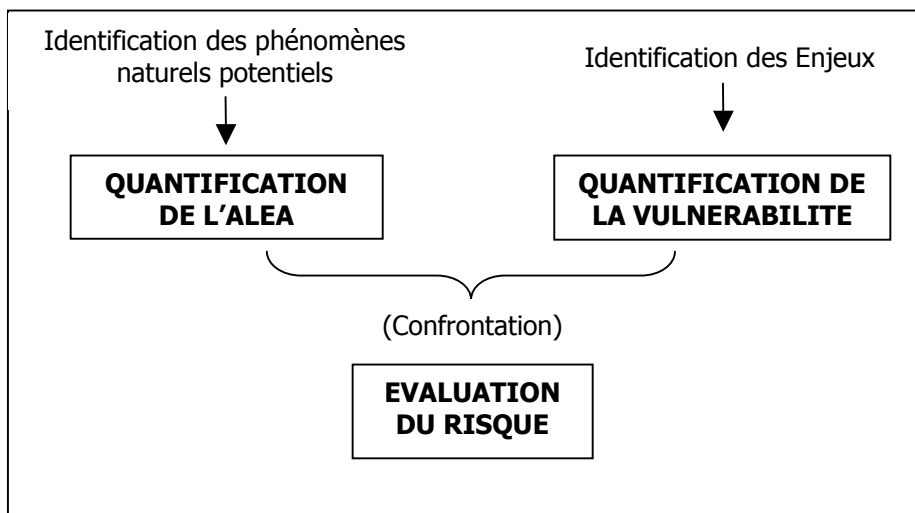 Identification des phénomènes
naturels potentiels
Identification des Enjeux
QUANTIFICATION
DE L'ALEA
QUANTIFICATION DE
LA VULNERABILITE
(Confrontation)
EVALUATION
DU RISQUE